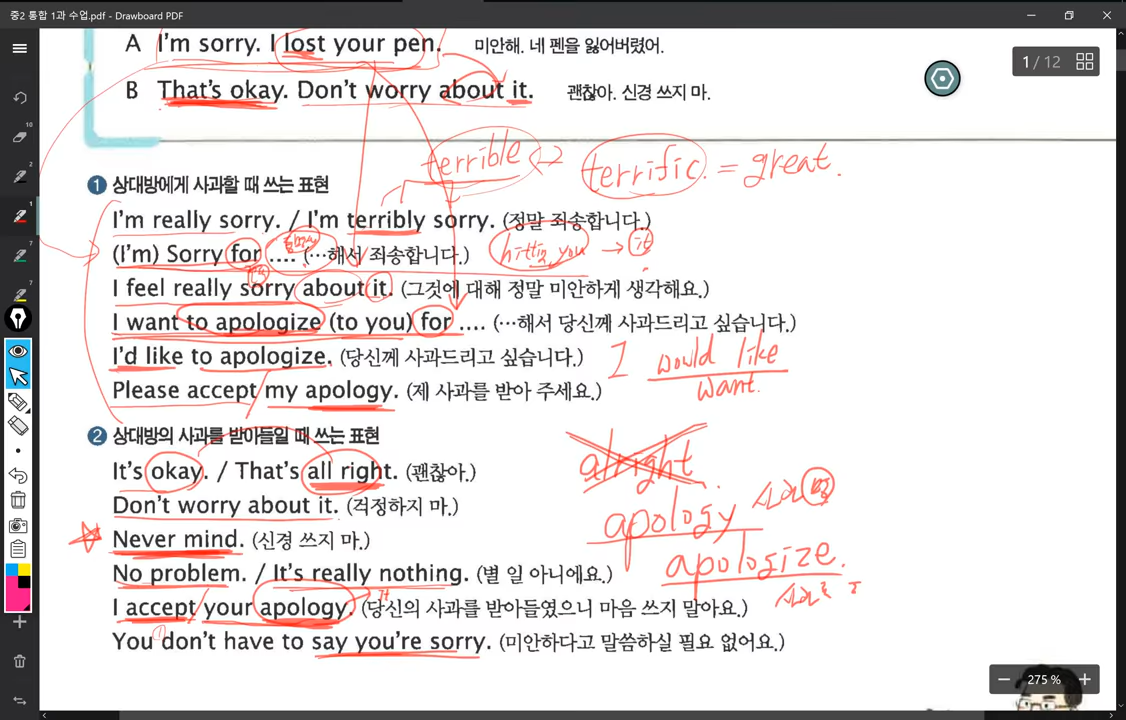 중2 통합 1과 수업.pdf - Drawboard PDF
A I'm sorry. I lost your pen. 미안해. 네 펜을 잃어버렸어.
1 / 12
B That's okay. Don't worry about it. 괜찮아. 신경 쓰지 마.
terrible ↔ terrific. = great.
1 상대방에게 사과할 때 쓰는 표현
I'm really sorry. / I'm terribly sorry. (정말 죄송합니다.)
(I'm) Sorry for .... (…해서 죄송합니다.) hitting you → it
I feel really sorry about it. (그것에 대해 정말 미안하게 생각해요.)
I want to apologize (to you) for .... (…해서 당신께 사과드리고 싶습니다.)
I'd like to apologize. (당신께 사과드리고 싶습니다.) I would like
want.
Please accept my apology. (제 사과를 받아 주세요.)
2 상대방의 사과를 받아들일 때 쓰는 표현
It's okay. / That's all right. (괜찮아.) alright
Don't worry about it. (걱정하지 마.) apology 사과
Never mind. (신경 쓰지 마.)
No problem. / It's really nothing. (별 일 아니에요.) apologize.
I accept your apology. (당신의 사과를 받아들였으니 마음 쓰지 말아요.)
You don't have to say you're sorry. (미안하다고 말씀하실 필요 없어요.)
275 %